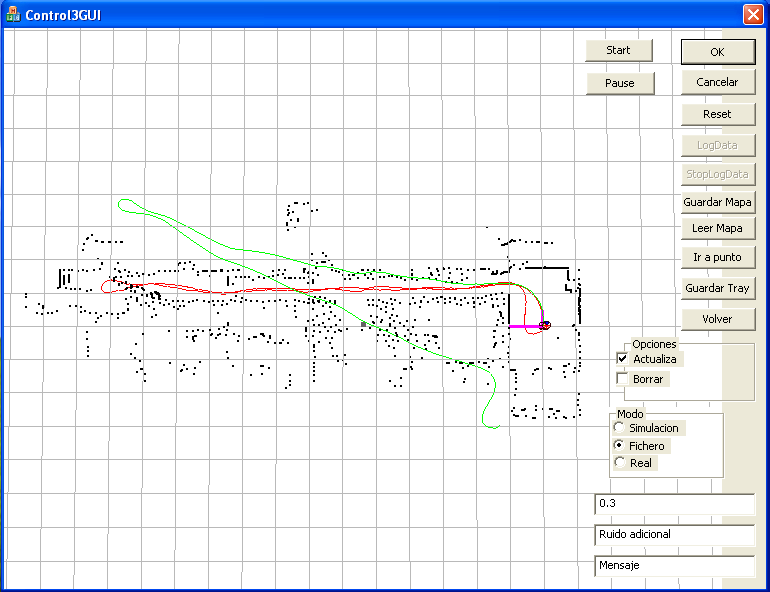 Control3GUI
Start
OK
Pause
Cancelar
Reset
LogData
StopLogData
Guardar Mapa
Leer Mapa
Ir a punto
Guardar Tray
Volver
Opciones
Actualiza
Borrar
Modo
Simulacion
Fichero
Real
0.3
Ruido adicional
Mensaje